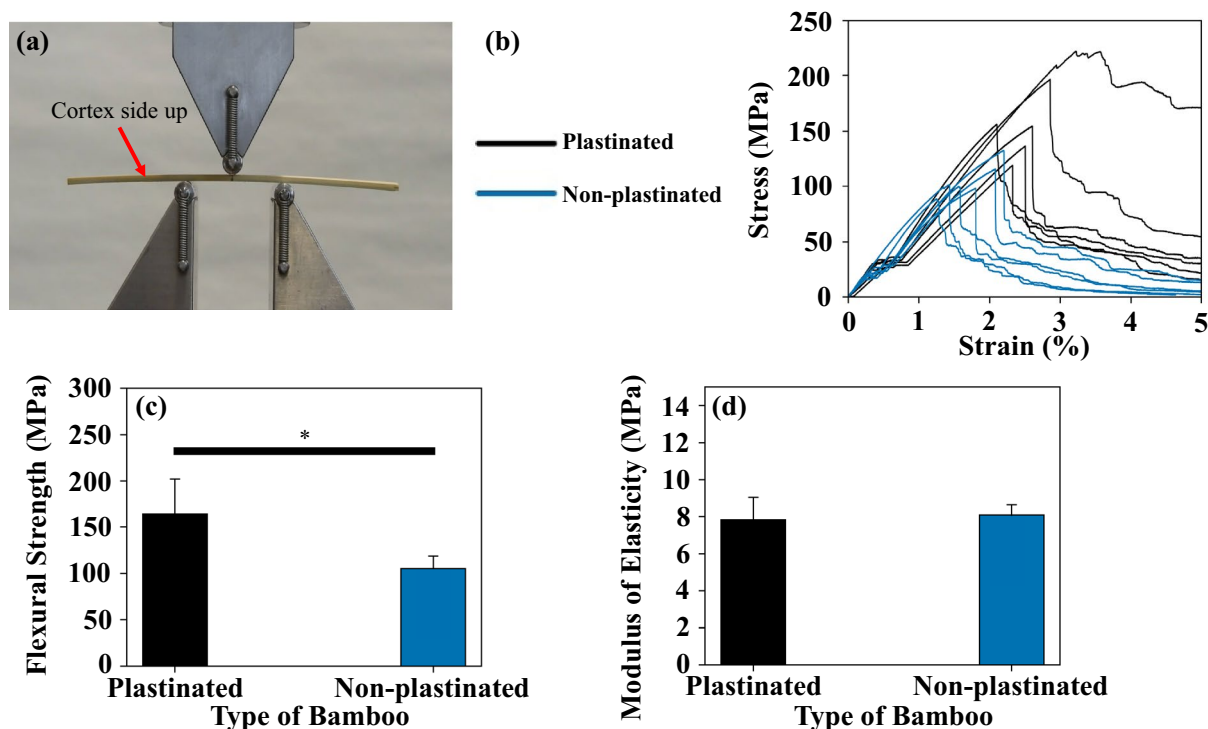 (a)
Cortex side up
(b)
Plastinated
Non-plastinated
Stress (MPa)
250
200
150
100
50
0
0 1 2 3 4 5
Strain (%)
(c)
Flexural Strength (MPa)
300
250
200
150
100
50
0
*
Plastinated Non-plastinated
Type of Bamboo
(d)
Modulus of Elasticity (MPa)
14
12
10
8
6
4
2
0
Plastinated Non-plastinated
Type of Bamboo